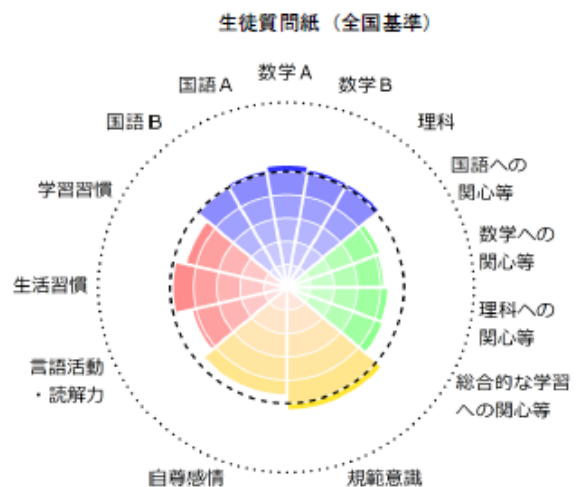 生徒質問紙（全国基準）
数学A
国語A
数学B
国語B
理科
国語への
関心等
学習習慣
数学への
関心等
生活習慣
理科への
関心等
言語活動
・読解力
総合的な学習
への関心等
自尊感情
規範意識